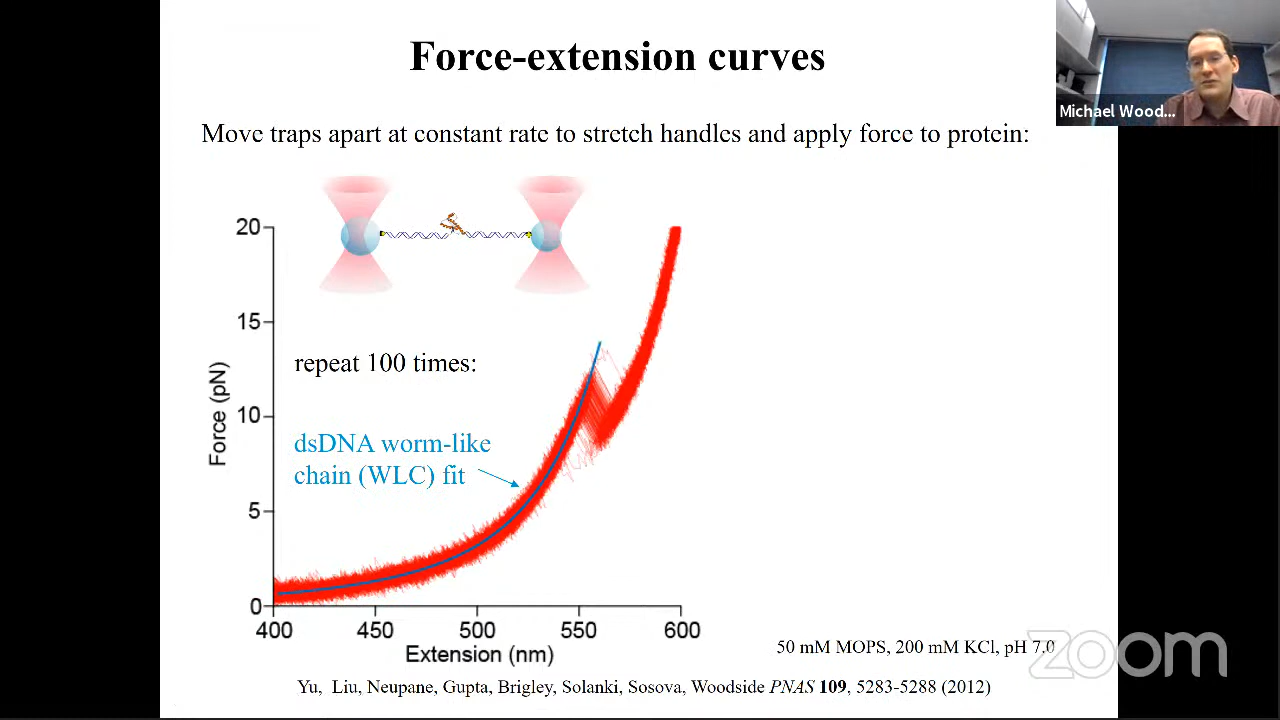 Force-extension curves
Michael Wood...
Move traps apart at constant rate to stretch handles and apply force to protein:
20
15
10
5
0
Force (pN)
repeat 100 times:
dsDNA worm-like
chain (WLC) fit
400 450 500 550 600
Extension (nm)
50 mM MOPS, 200 mM KCl, pH 7.0
zoom
Yu, Liu, Neupane, Gupta, Brigley, Solanki, Sosova, Woodside PNAS 109, 5283-5288 (2012)